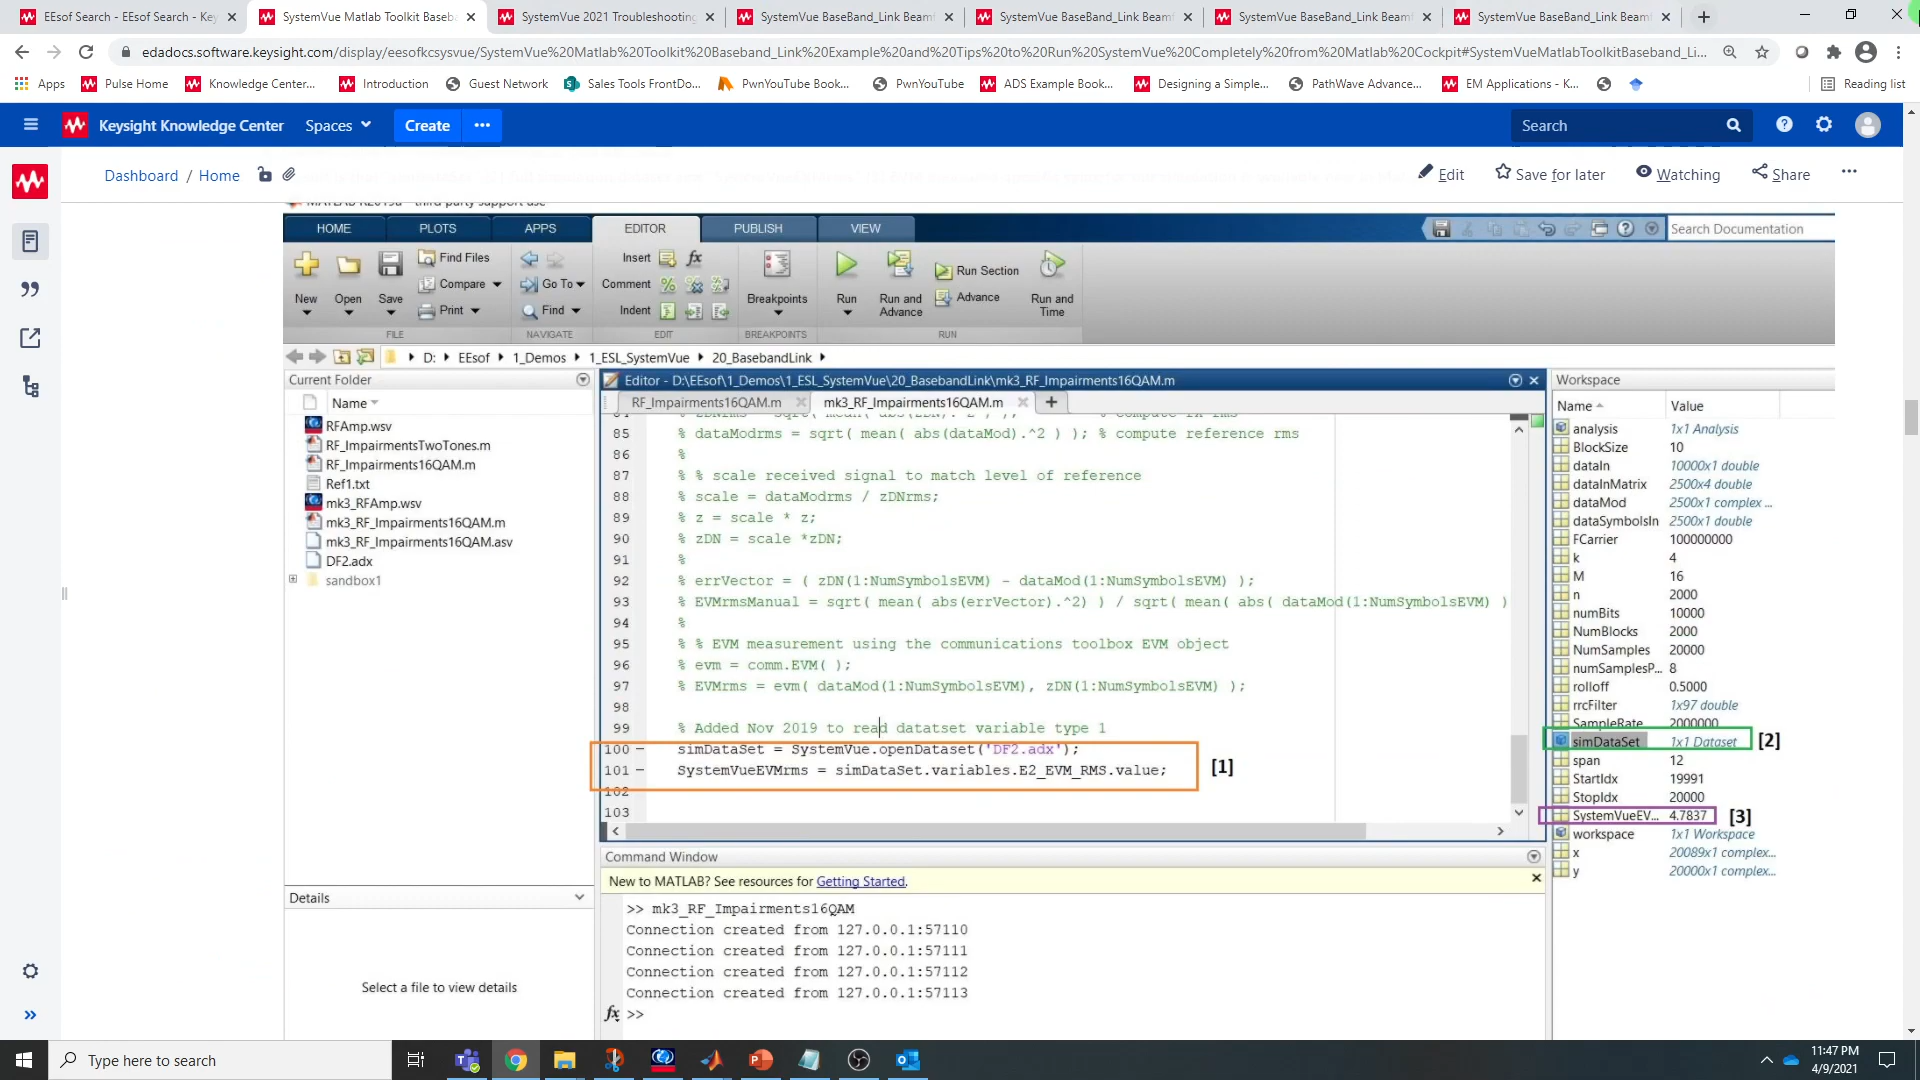 EEsof Search - EEsof Search - Key
SystemVue Matlab Toolkit Baseba
SystemVue 2021 Troubleshooting
SystemVue BaseBand_Link Beamf
SystemVue BaseBand_Link Beamf
SystemVue BaseBand_Link Beamf
SystemVue BaseBand_Link Beamf
edadocs.software.keysight.com/display/eesofkcsysvue/SystemVue%20Matlab%20Toolkit%20Baseband_Link%20Example%20and%20Tips%20to%20Run%20SystemVue%20Completely%20from%20Matlab%20Cockpit#SystemVueMatlabToolkitBaseband_Li...
Apps
Pulse Home
Knowledge Center...
Introduction
Guest Network
Sales Tools FrontDo...
PwnYouTube Book...
PwnYouTube
ADS Example Book...
Designing a Simple...
PathWave Advance...
EM Applications - K...
Reading list
Keysight Knowledge Center
Spaces
Create
Search
Dashboard / Home
Edit
Save for later
Watching
Share
HOME
PLOTS
APPS
EDITOR
PUBLISH
VIEW
Search Documentation
New
Open
Save
Find Files
Compare
Print
FILE
Go To
Find
NAVIGATE
Insert
Comment
Indent
EDIT
Breakpoints
BREAKPOINTS
Run
Run and Advance
Run Section
Advance
Run and Time
RUN
D: EEsof 1_Demos 1_ESL_SystemVue 20_BasebandLink
Current Folder
Name
RFAmp.wsv
RF_ImpairmentsTwoTones.m
RF_Impairments16QAM.m
Ref1.txt
mk3_RFAmp.wsv
mk3_RF_Impairments16QAM.m
mk3_RF_Impairments16QAM.asv
DF2.adx
sandbox1
Details
Select a file to view details
Editor - D:\EEsof\1_Demos\1_ESL_SystemVue\20_BasebandLink\mk3_RF_Impairments16QAM.m
RF_Impairments16QAM.m
mk3_RF_Impairments16QAM.m
85 % dataModrms = sqrt( mean( abs(dataMod).^2 ) ); % compute reference rms
86 %
87 % % scale received signal to match level of reference
88 % scale = dataModrms / zDNrms;
89 % z = scale * z;
90 % zDN = scale *zDN;
91 %
92 % errVector = ( zDN(1:NumSymbolsEVM) - dataMod(1:NumSymbolsEVM) );
93 % EVMrmsManual = sqrt( mean( abs(errVector).^2) ) / sqrt( mean( abs( dataMod(1:NumSymbolsEVM) )
94 %
95 % % EVM measurement using the communications toolbox EVM object
96 % evm = comm.EVM( );
97 % EVMrms = evm( dataMod(1:NumSymbolsEVM), zDN(1:NumSymbolsEVM) );
98
99 % Added Nov 2019 to read datatset variable type 1
100 – simDataSet = SystemVue.openDataset('DF2.adx');
101 – SystemVueEVMrms = simDataSet.variables.E2_EVM_RMS.value;
102
103
[1]
Command Window
New to MATLAB? See resources for Getting Started.
>> mk3_RF_Impairments16QAM
Connection created from 127.0.0.1:57110
Connection created from 127.0.0.1:57111
Connection created from 127.0.0.1:57112
Connection created from 127.0.0.1:57113
fx >>
Workspace
Name Value
analysis 1x1 Analysis
BlockSize 10
dataIn 10000x1 double
dataInMatrix 2500x4 double
dataMod 2500x1 complex ...
dataSymbolsIn 2500x1 double
FCarrier 100000000
k 4
M 16
n 2000
numBits 10000
NumBlocks 2000
NumSamples 20000
numSamplesP... 8
rolloff 0.5000
rrcFilter 1x97 double
SampleRate 2000000
simDataSet 1x1 Dataset [2]
span 12
StartIdx 19991
StopIdx 20000
SystemVueEV... 4.7837 [3]
workspace 1x1 Workspace
x 20089x1 complex...
y 20000x1 complex...
Type here to search
11:47 PM
4/9/2021